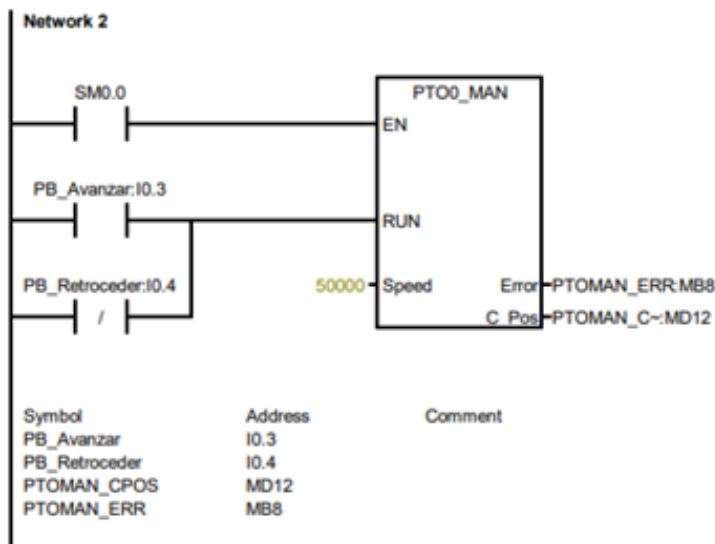 Network 2
SM0.0
PTO0_MAN
EN
PB_Avanzar:I0.3
RUN
PB_Retroceder:I0.4
/
50000 Speed Error PTOMAN_ERR:MB8
C_Pos PTOMAN_C~:MD12
Symbol Address Comment
PB_Avanzar I0.3
PB_Retroceder I0.4
PTOMAN_CPOS MD12
PTOMAN_ERR MB8